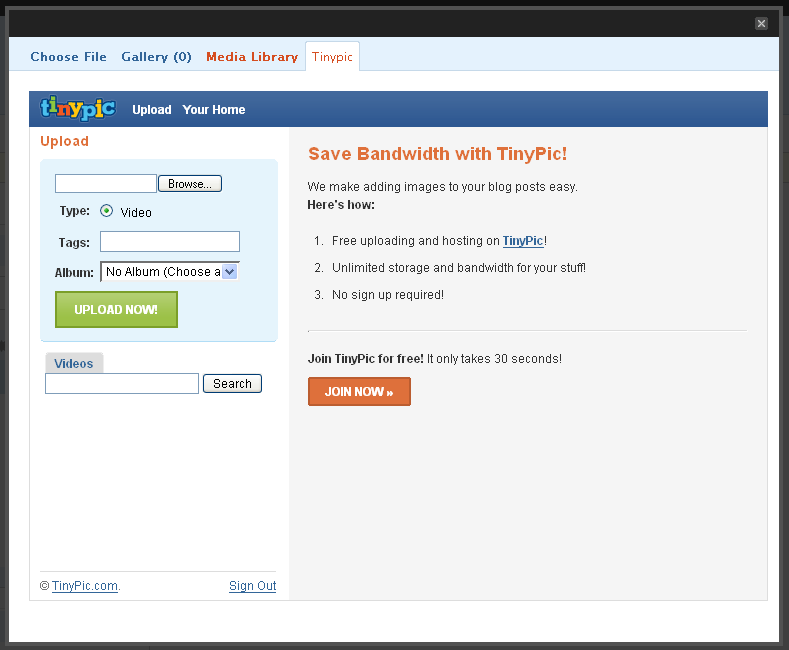 Choose File Gallery (0) Media Library Tinypic
tinypic Upload Your Home
Upload
Browse...
Type: Video
Tags:
Album: No Album (Choose a
UPLOAD NOW!
Videos
Search
© TinyPic.com. Sign Out
Save Bandwidth with TinyPic!
We make adding images to your blog posts easy.
Here's how:
1. Free uploading and hosting on TinyPic!
2. Unlimited storage and bandwidth for your stuff!
3. No sign up required!
Join TinyPic for free! It only takes 30 seconds!
JOIN NOW »